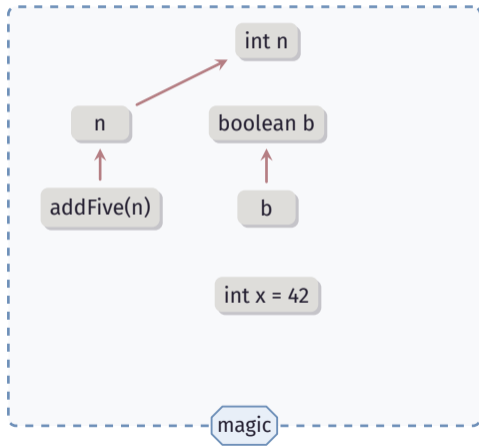 int n
n
boolean b
addFive(n)
b
int x = 42
magic